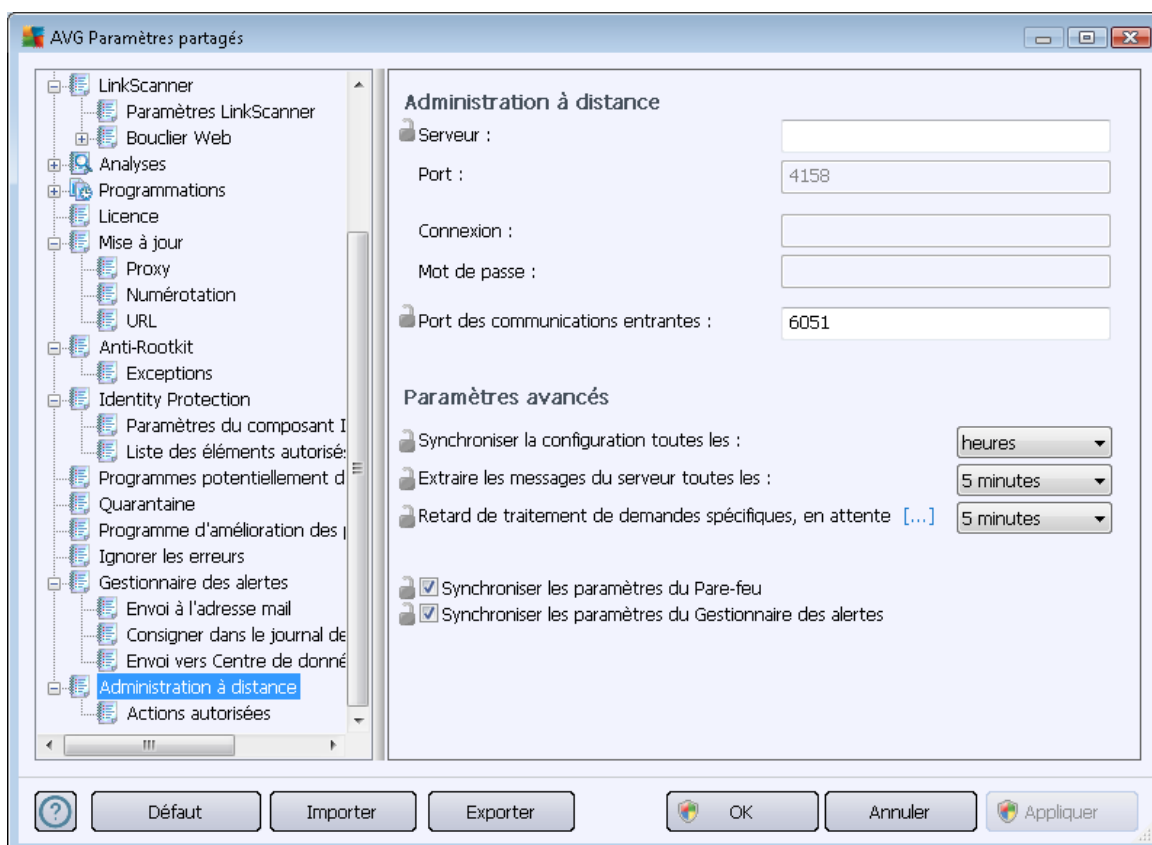 AVG Paramètres partagés
LinkScanner
Paramètres LinkScanner
Bouclier Web
Analyses
Programmations
Licence
Mise à jour
Proxy
Numérotation
URL
Anti-Rootkit
Exceptions
Identity Protection
Paramètres du composant I
Liste des éléments autorisé
Programmes potentiellement d
Quarantaine
Programme d'amélioration des p
Ignorer les erreurs
Gestionnaire des alertes
Envoi à l'adresse mail
Consigner dans le journal de
Envoi vers Centre de donné
Administration à distance
Actions autorisées
Administration à distance
Serveur :
Port : 4158
Connexion :
Mot de passe :
Port des communications entrantes : 6051
Paramètres avancés
Synchroniser la configuration toutes les : heures
Extraire les messages du serveur toutes les : 5 minutes
Retard de traitement de demandes spécifiques, en attente [...] 5 minutes
Synchroniser les paramètres du Pare-feu
Synchroniser les paramètres du Gestionnaire des alertes
Défaut Importer Exporter OK Annuler Appliquer